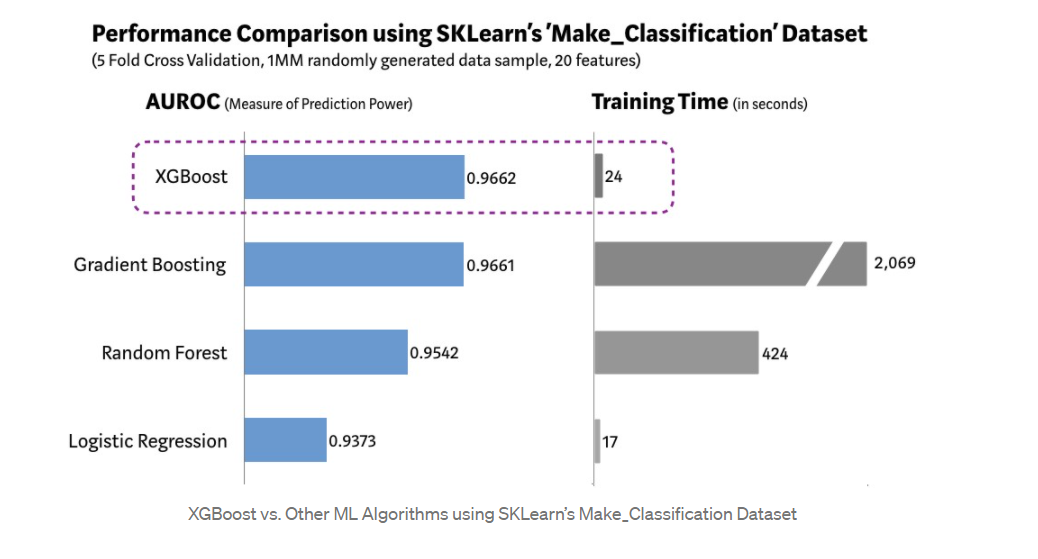 Performance Comparison using SKLearn's 'Make_Classification' Dataset
(5 Fold Cross Validation, 1MM randomly generated data sample, 20 features)
AUROC (Measure of Prediction Power)
Training Time (in seconds)
XGBoost 0.9662 24
Gradient Boosting 0.9661 2,069
Random Forest 0.9542 424
Logistic Regression 0.9373 17
XGBoost vs. Other ML Algorithms using SKLearn's Make_Classification Dataset